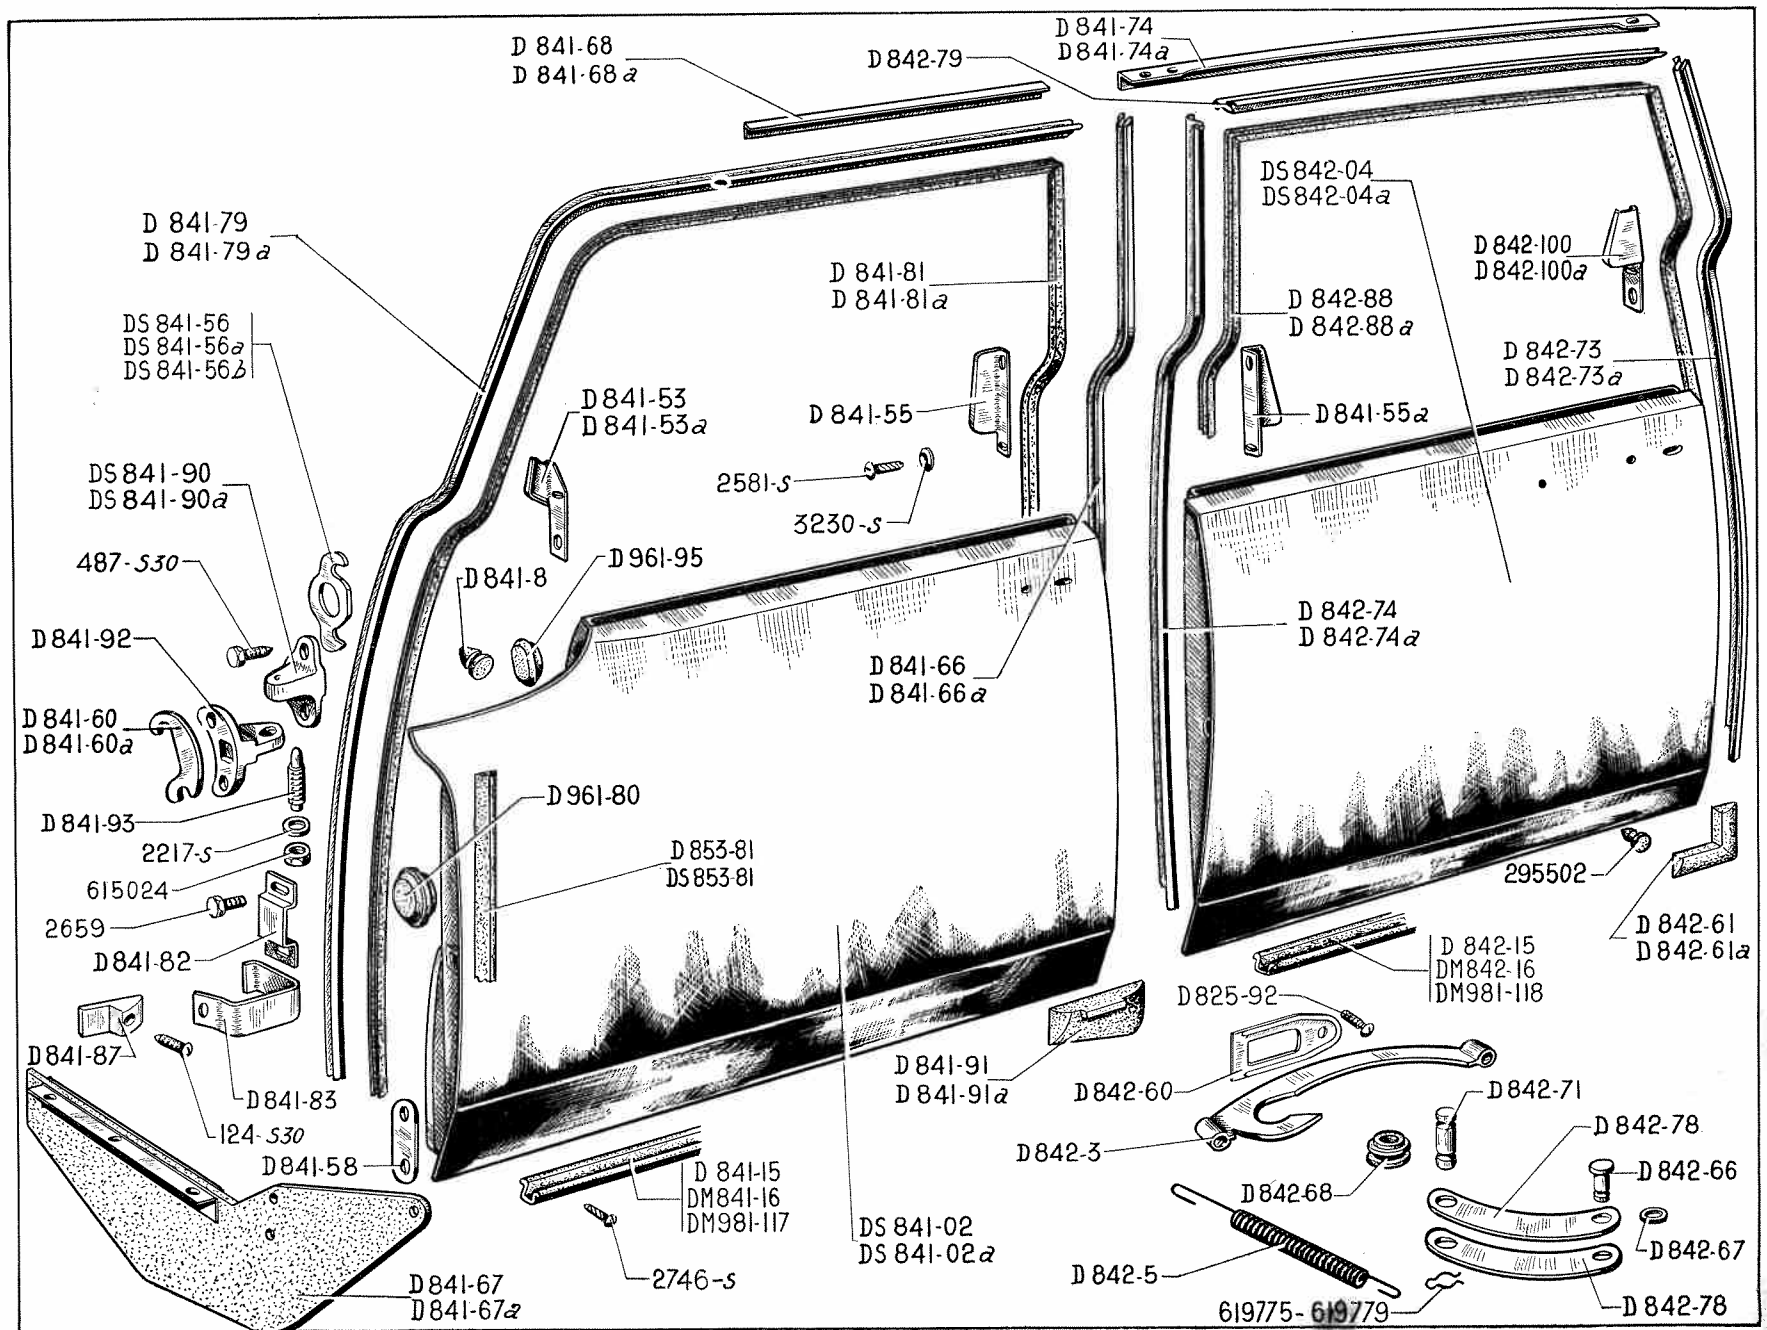 D 841-68
D 841-68a
D 842-79
D 841-74
D 841-74a
D 841-79
D 841-79a
DS 842-04
DS 842-04a
D 842-100
D 842-100a
D 841-81
D 841-81a
D 842-88
D 842-88a
DS 841-56
DS 841-56a
DS 841-56b
D 842-73
D 842-73a
D 841-53
D 841-53a
D 841-55
D 841-55a
DS 841-90
DS 841-90a
2581-S
3230-S
487-S30
D 961-95
D 841-8
D 841-92
D 842-74
D 842-74a
D 841-66
D 841-66a
D 841-60
D 841-60a
D 961-80
D 841-93
2217-S
D 853-81
DS 853-81
615024
295502
2659
D 842-61
D 842-61a
D 841-82
D 842-15
DM 842-16
DM 981-118
D 825-92
D 841-87
D 841-91
D 841-91a
D 842-60
D 842-71
D 841-83
124-S30
D 842-78
D 842-3
D 841-58
D 842-66
D 841-15
DM 841-16
DM 981-117
D 842-68
DS 841-02
DS 841-02a
D 842-67
2746-S
D 842-5
D 841-67
D 841-67a
619775-619779
D 842-78